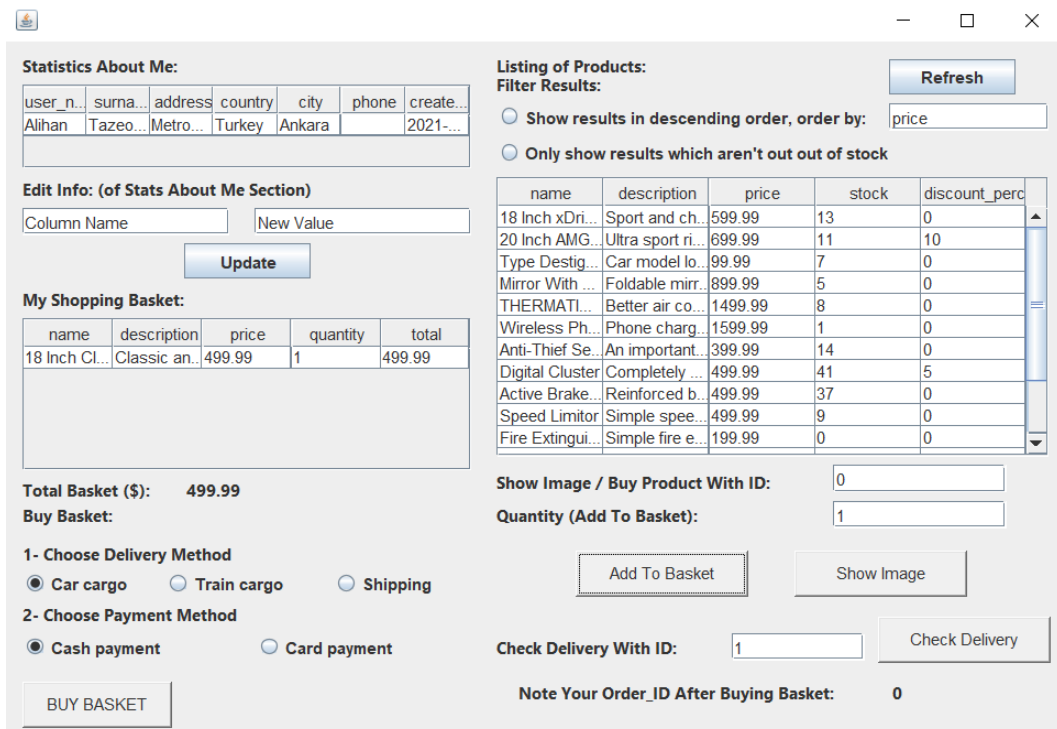 Statistics About Me:
user_n... surna... address country city phone create...
Alihan Tazeo... Metro... Turkey Ankara 2021-...
Edit Info: (of Stats About Me Section)
Column Name New Value
Update
My Shopping Basket:
name description price quantity total
18 Inch Cl... Classic an... 499.99 1 499.99
Total Basket ($): 499.99
Buy Basket:
1- Choose Delivery Method
Car cargo Train cargo Shipping
2- Choose Payment Method
Cash payment Card payment
BUY BASKET
Listing of Products:
Filter Results:
Refresh
Show results in descending order, order by: price
Only show results which aren't out out of stock
name description price stock discount_perc
18 Inch xDri... Sport and ch... 599.99 13 0
20 Inch AMG... Ultra sport ri... 699.99 11 10
Type Destig... Car model lo... 99.99 7 0
Mirror With ... Foldable mirr... 899.99 5 0
THERMATI... Better air co... 1499.99 8 0
Wireless Ph... Phone charg... 1599.99 1 0
Anti-Thief Se... An important... 399.99 14 0
Digital Cluster Completely ... 499.99 41 5
Active Brake... Reinforced b... 499.99 37 0
Speed Limitor Simple spee... 499.99 9 0
Fire Extingui... Simple fire e... 199.99 0 0
Show Image / Buy Product With ID: 0
Quantity (Add To Basket): 1
Add To Basket Show Image
Check Delivery With ID: 1 Check Delivery
Note Your Order_ID After Buying Basket: 0